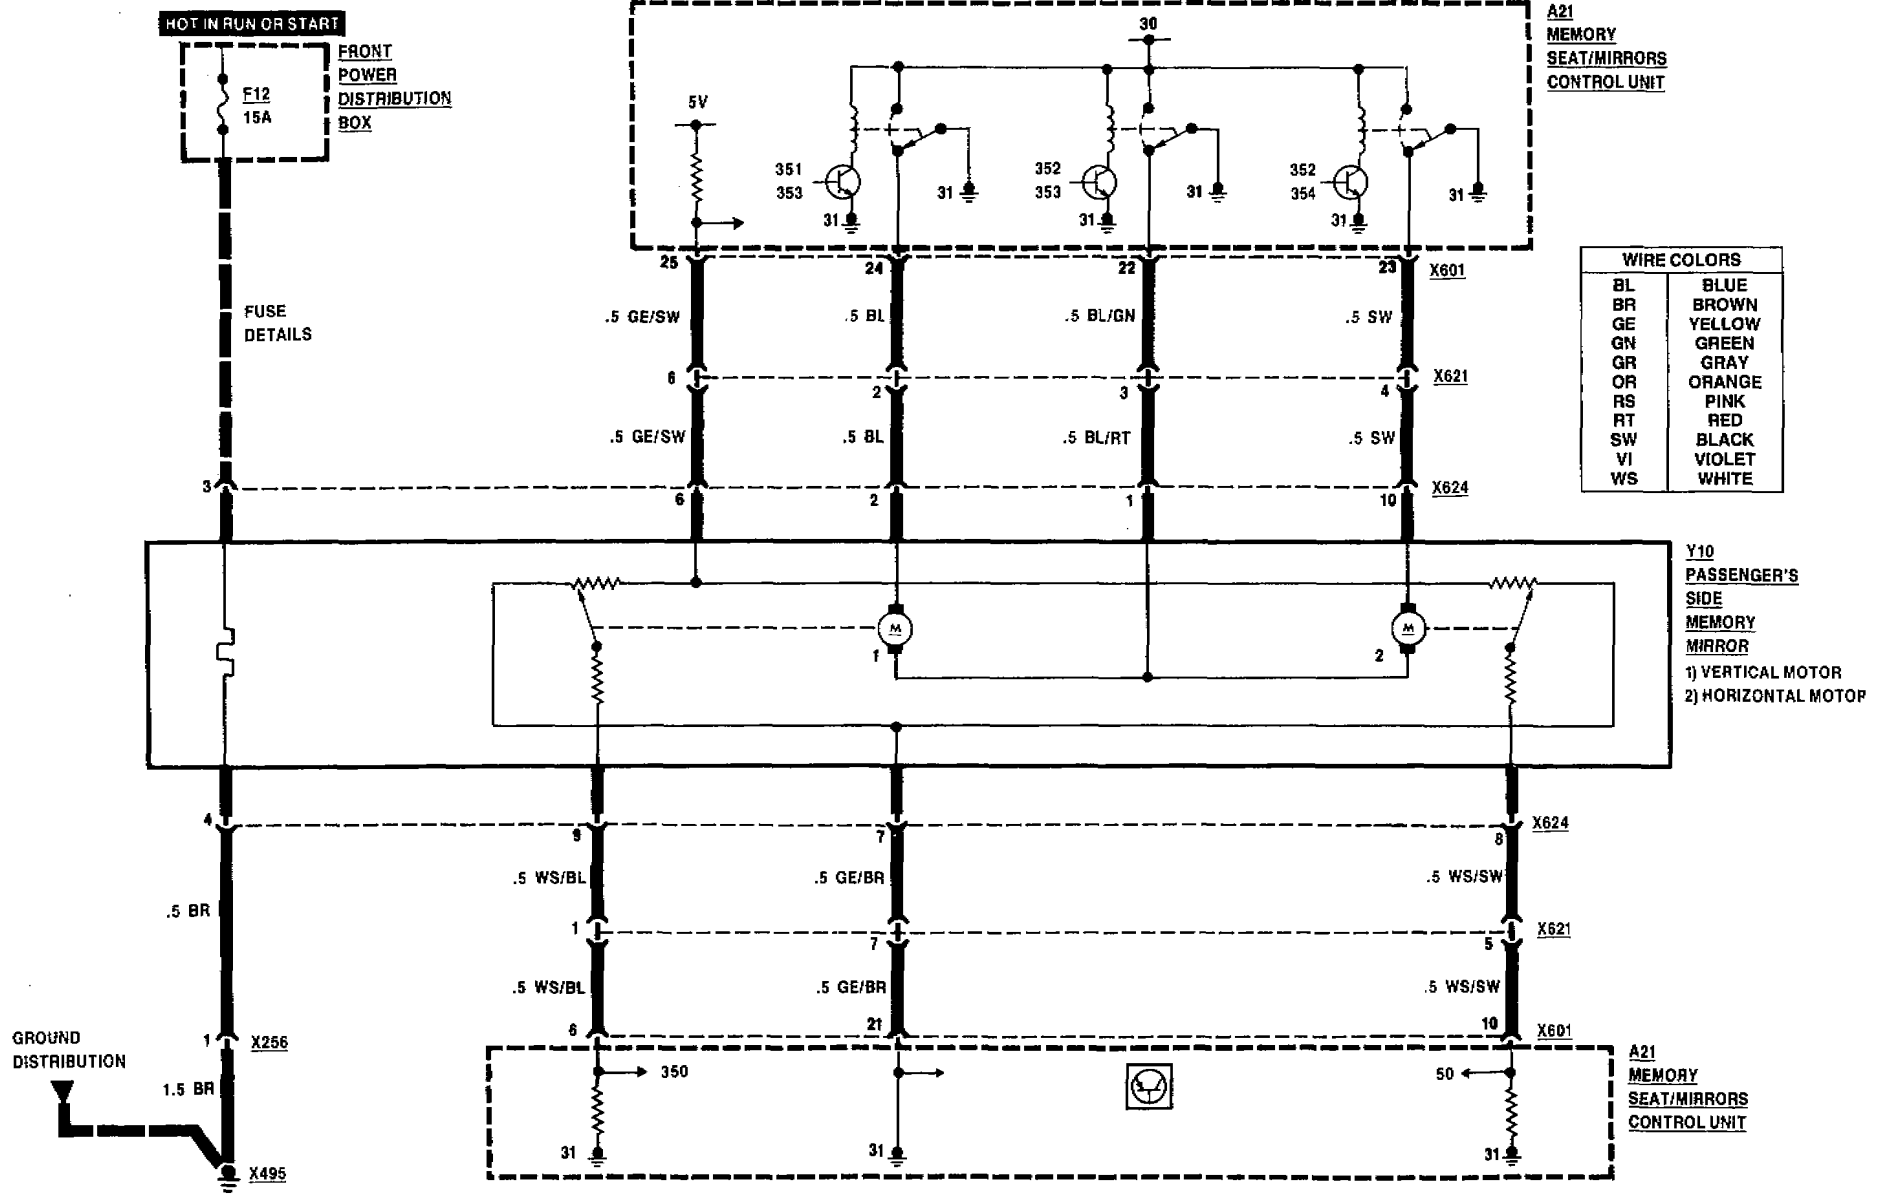 HOT IN RUN OR START
FRONT
POWER
DISTRIBUTION
BOX
F12
15A
A21
MEMORY
SEAT/MIRRORS
CONTROL UNIT
30
5V
351
353
352
353
352
354
31
31
31
31
31
31
25
24
22
23
X601
FUSE
DETAILS
.5 GE/SW
.5 BL
.5 BL/GN
.5 SW
WIRE COLORS
BL BLUE
BR BROWN
GE YELLOW
GN GREEN
GR GRAY
OR ORANGE
RS PINK
RT RED
SW BLACK
VI VIOLET
WS WHITE
6
2
3
4
X621
.5 GE/SW
.5 BL
.5 BL/RT
.5 SW
3
6
2
1
10
X624
Y10
PASSENGER'S
SIDE
MEMORY
MIRROR
1) VERTICAL MOTOR
2) HORIZONTAL MOTOR
M
1
M
2
4
9
7
8
X624
.5 BR
.5 WS/BL
.5 GE/BR
.5 WS/SW
1
7
5
X621
.5 WS/BL
.5 GE/BR
.5 WS/SW
6
21
10
X601
GROUND
DISTRIBUTION
1
X256
1.5 BR
X495
350
50
31
31
31
A21
MEMORY
SEAT/MIRRORS
CONTROL UNIT